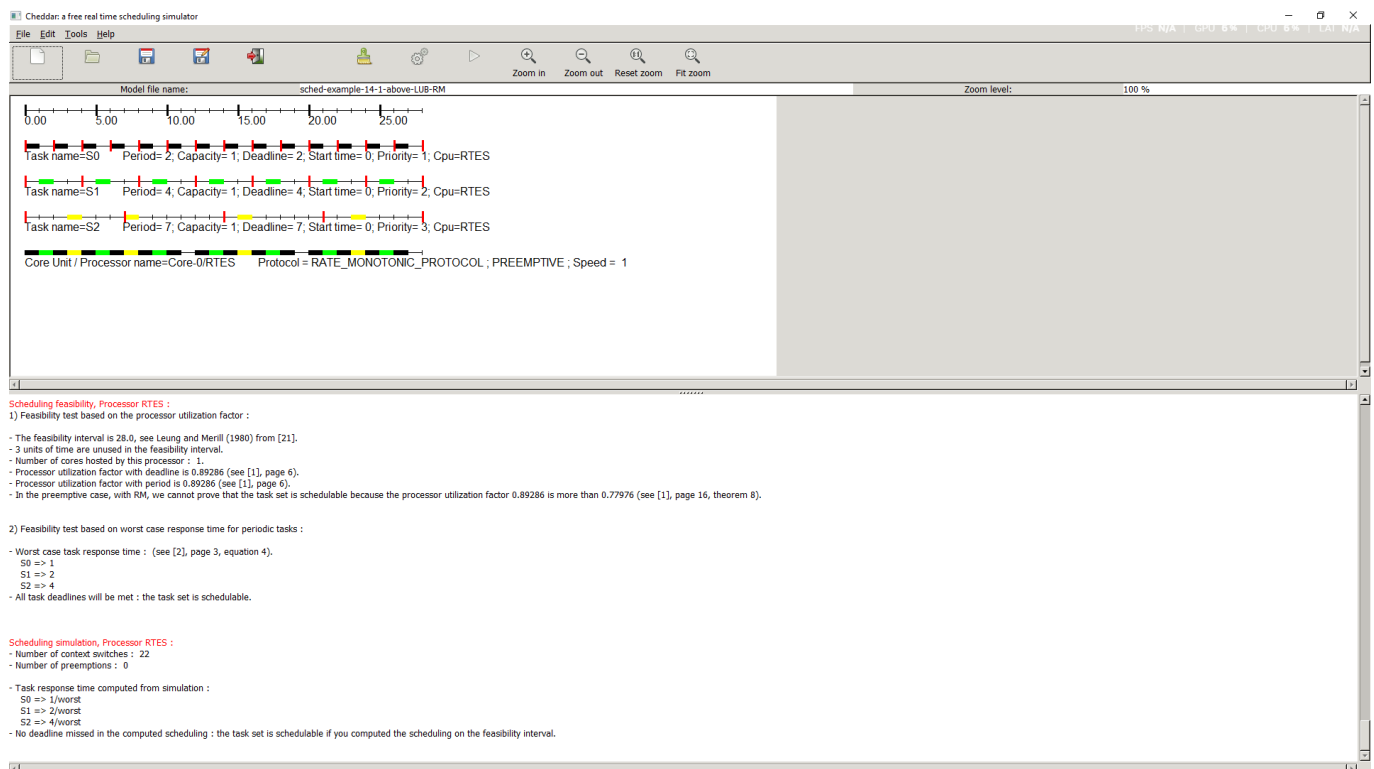 Cheddar: a free real time scheduling simulator
FPS N/A | GPU 6% | CPU 6% | LAT N/A
File Edit Tools Help
Zoom in Zoom out Reset zoom Fit zoom
Model file name: sched-example-14-1-above-LUB-RM Zoom level: 100 %
0.00 5.00 10.00 15.00 20.00 25.00
Task name=S0 Period= 2; Capacity= 1; Deadline= 2; Start time= 0; Priority= 1; Cpu=RTES
Task name=S1 Period= 4; Capacity= 1; Deadline= 4; Start time= 0; Priority= 2; Cpu=RTES
Task name=S2 Period= 7; Capacity= 1; Deadline= 7; Start time= 0; Priority= 3; Cpu=RTES
Core Unit / Processor name=Core-0/RTES Protocol = RATE_MONOTONIC_PROTOCOL ; PREEMPTIVE ; Speed = 1
Scheduling feasibility, Processor RTES :
1) Feasibility test based on the processor utilization factor :
- The feasibility interval is 28.0, see Leung and Merill (1980) from [21].
- 3 units of time are unused in the feasibility interval.
- Number of cores hosted by this processor : 1.
- Processor utilization factor with deadline is 0.89286 (see [1], page 6).
- Processor utilization factor with period is 0.89286 (see [1], page 6).
- In the preemptive case, with RM, we cannot prove that the task set is schedulable because the processor utilization factor 0.89286 is more than 0.77976 (see [1], page 16, theorem 8).
2) Feasibility test based on worst case response time for periodic tasks :
- Worst case task response time : (see [2], page 3, equation 4).
S0 => 1
S1 => 2
S2 => 4
- All task deadlines will be met : the task set is schedulable.
Scheduling simulation, Processor RTES :
- Number of context switches : 22
- Number of preemptions : 0
- Task response time computed from simulation :
S0 => 1/worst
S1 => 2/worst
S2 => 4/worst
- No deadline missed in the computed scheduling : the task set is schedulable if you computed the scheduling on the feasibility interval.